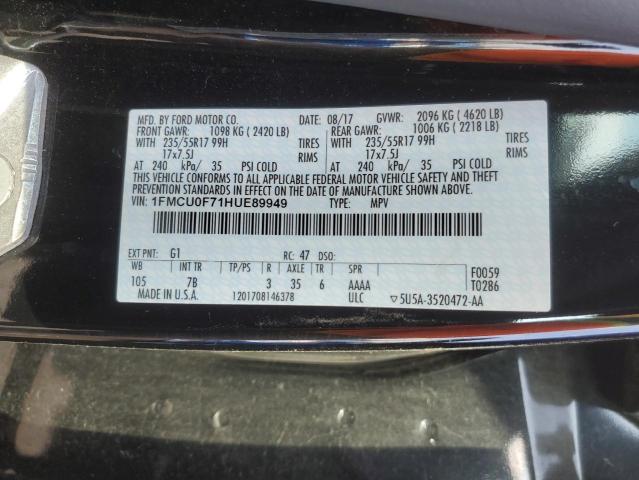 MFD. BY FORD MOTOR CO. DATE: 08/17 GVWR: 2096 KG ( 4620 LB)
FRONT GAWR: 1098 KG ( 2420 LB) REAR GAWR: 1006 KG ( 2218 LB)
WITH 235/55R17 99H TIRES WITH 235/55R17 99H TIRES
17x7.5J RIMS 17x7.5J RIMS
AT 240 kPa/ 35 PSI COLD AT 240 kPa/ 35 PSI COLD
THIS VEHICLE CONFORMS TO ALL APPLICABLE FEDERAL MOTOR VEHICLE SAFETY AND THEFT
PREVENTION STANDARDS IN EFFECT ON THE DATE OF MANUFACTURE SHOWN ABOVE.
VIN: 1FMCU0F71HUE89949 TYPE: MPV
EXT PNT: G1 RC: 47 DSO: F0059
WB INT TR TP/PS R AXLE TR SPR T0286
105 7B 3 35 6 AAAA
MADE IN U.S.A. 1201708146378 ULC 5U5A-3520472-AA